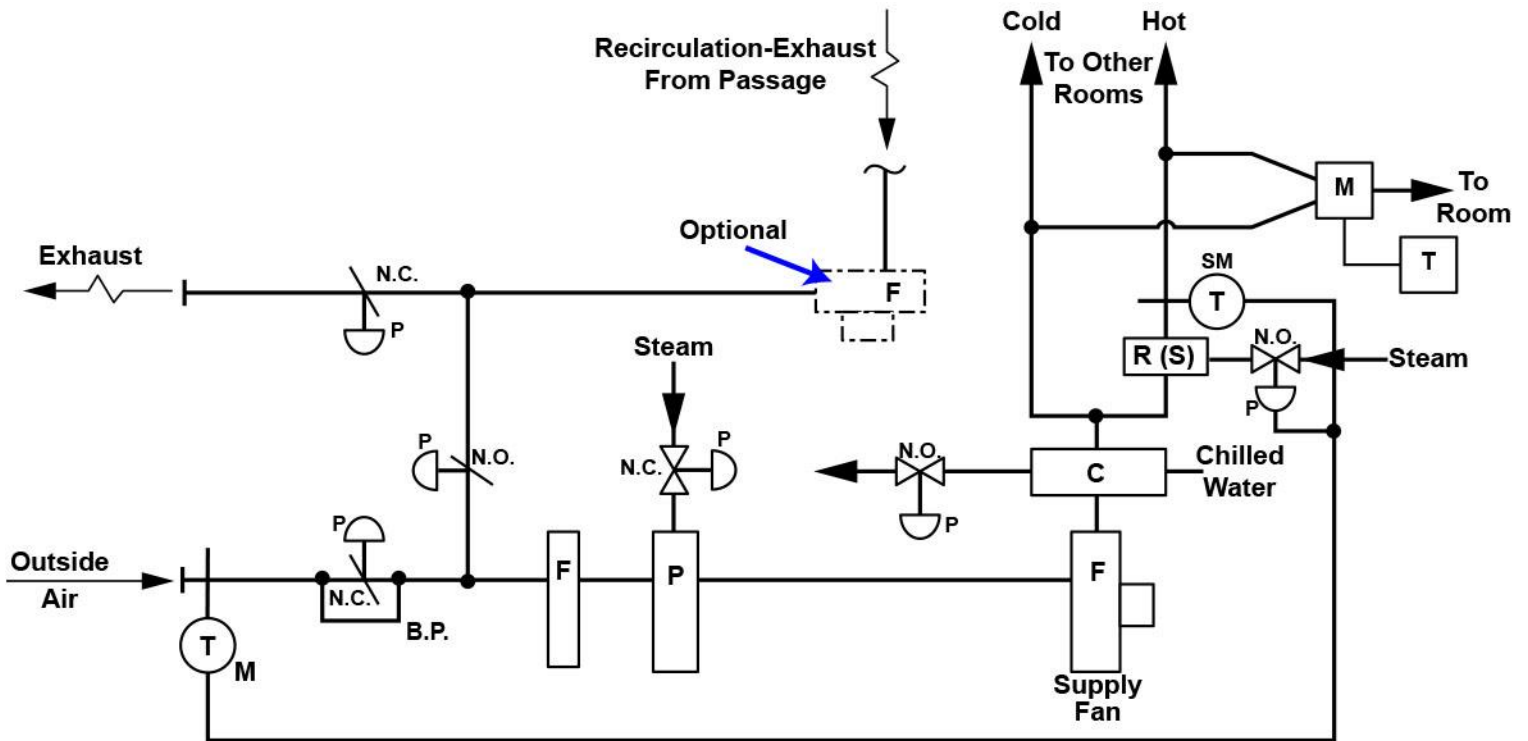 Cold
Hot
Recirculation-Exhaust
From Passage
To Other
Rooms
M
To
Room
T
Optional
Exhaust
N.C.
P
F
SM
T
N.O.
R (S)
Steam
P
Steam
P
N.O.
N.C.
P
N.O.
C
Chilled
Water
P
P
Outside
Air
N.C.
B.P.
F
P
F
T
M
Supply
Fan